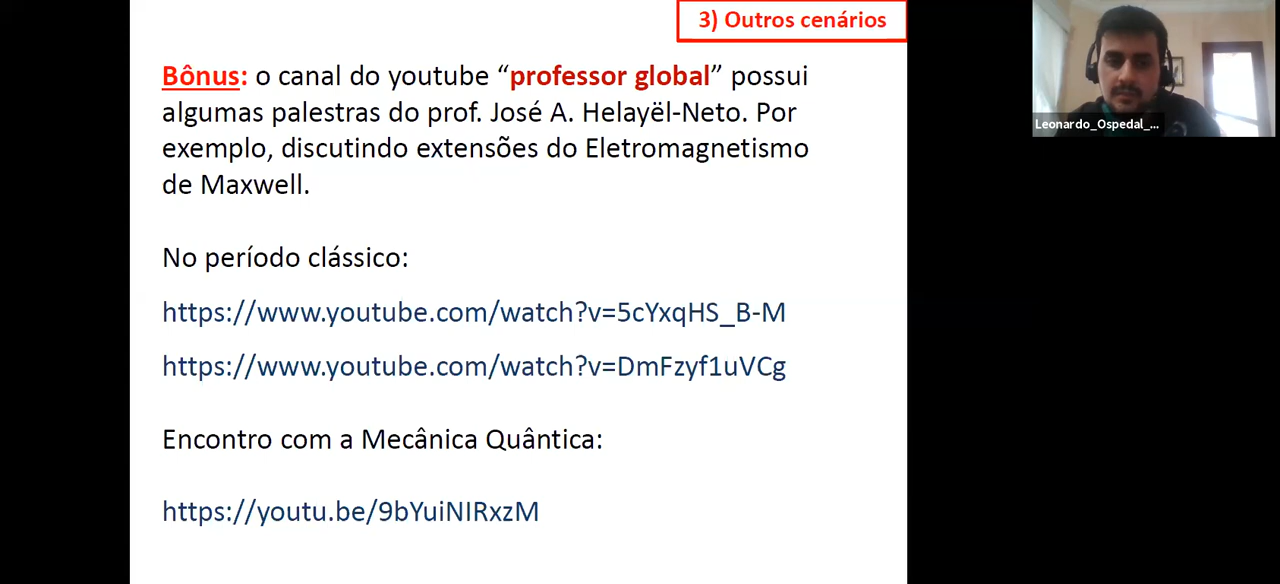 3) Outros cenários
Bônus: o canal do youtube “professor global” possui
algumas palestras do prof. José A. Helayël-Neto. Por
exemplo, discutindo extensões do Eletromagnetismo
de Maxwell.
No período clássico:
https://www.youtube.com/watch?v=5cYxqHS_B-M
https://www.youtube.com/watch?v=DmFzyf1uVCg
Encontro com a Mecânica Quântica:
https://youtu.be/9bYuiNIRxzM
Leonardo_Ospedal_...